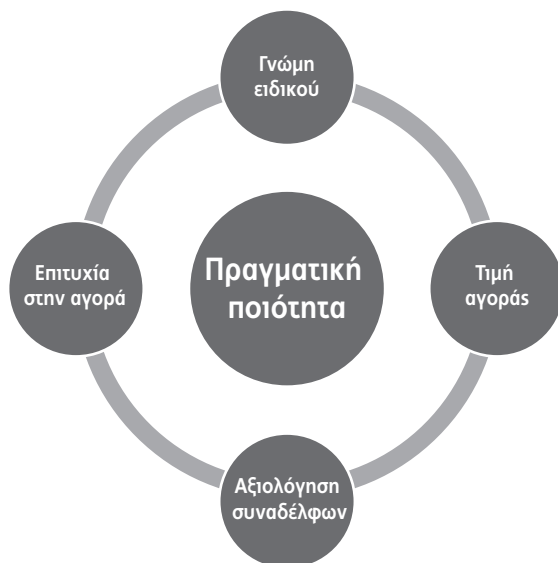 Γνώμη
ειδικού
Επιτυχία
στην αγορά
Πραγματική
ποιότητα
Τιμή
αγοράς
Αξιολόγηση
συναδέλφων